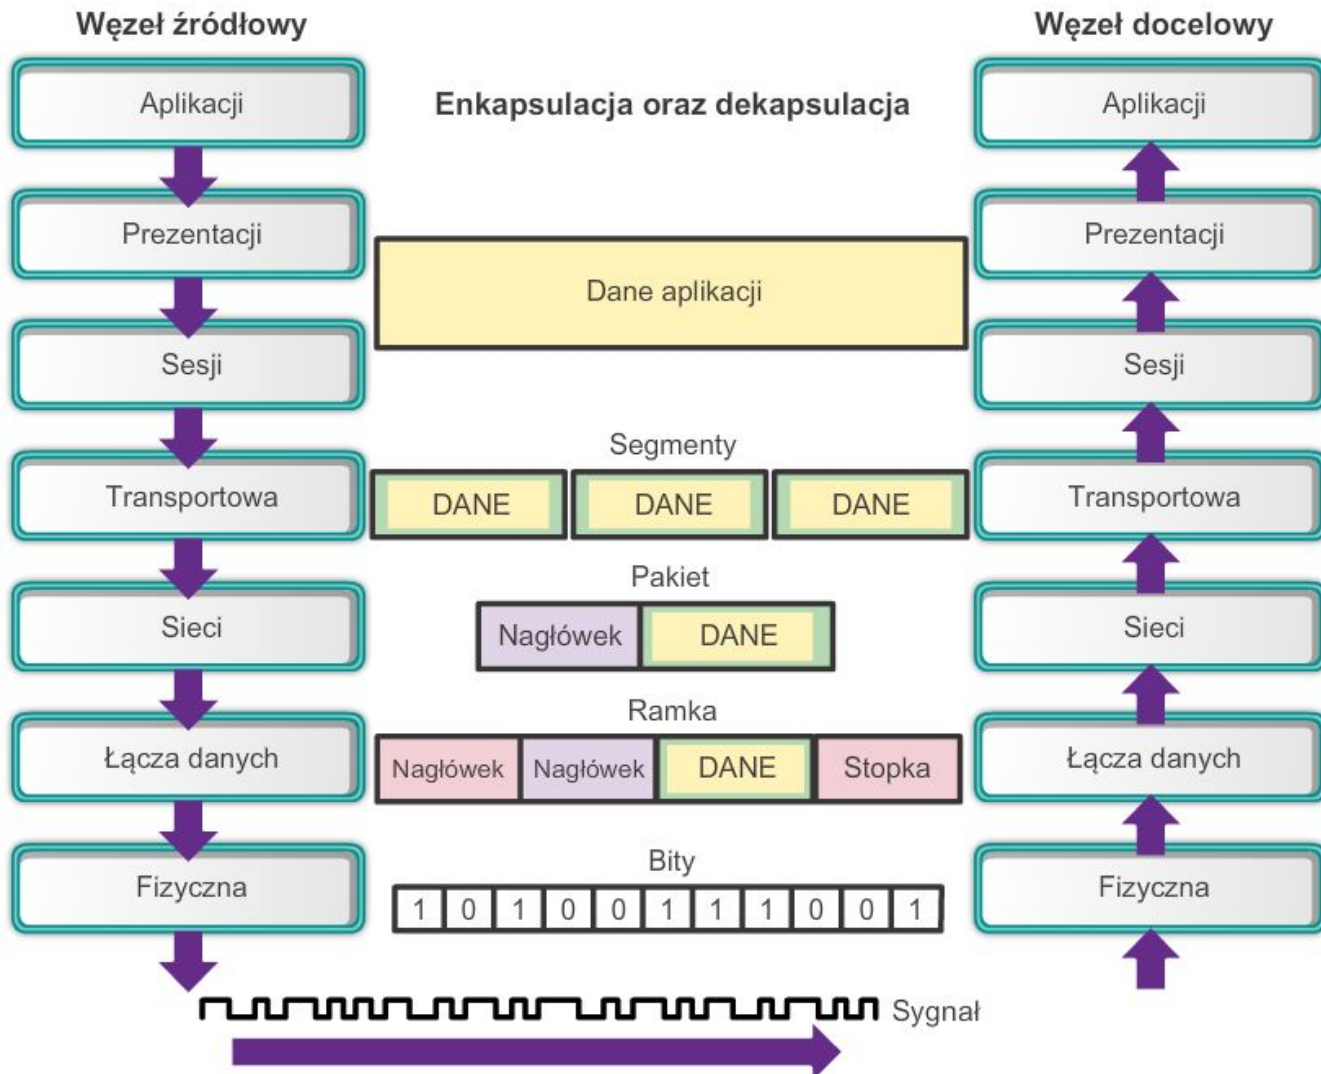 Węzeł źródłowy
Węzeł docelowy
Aplikacji
Enkapsulacja oraz dekapsulacja
Aplikacji
Prezentacji
Prezentacji
Dane aplikacji
Sesji
Sesji
Segmenty
Transportowa
DANE DANE DANE
Transportowa
Pakiet
Sieci
Nagłówek DANE
Sieci
Ramka
Łącza danych
Nagłówek Nagłówek DANE Stopka
Łącza danych
Bity
Fizyczna
1 0 1 0 0 1 1 1 0 0 1
Fizyczna
Sygnał